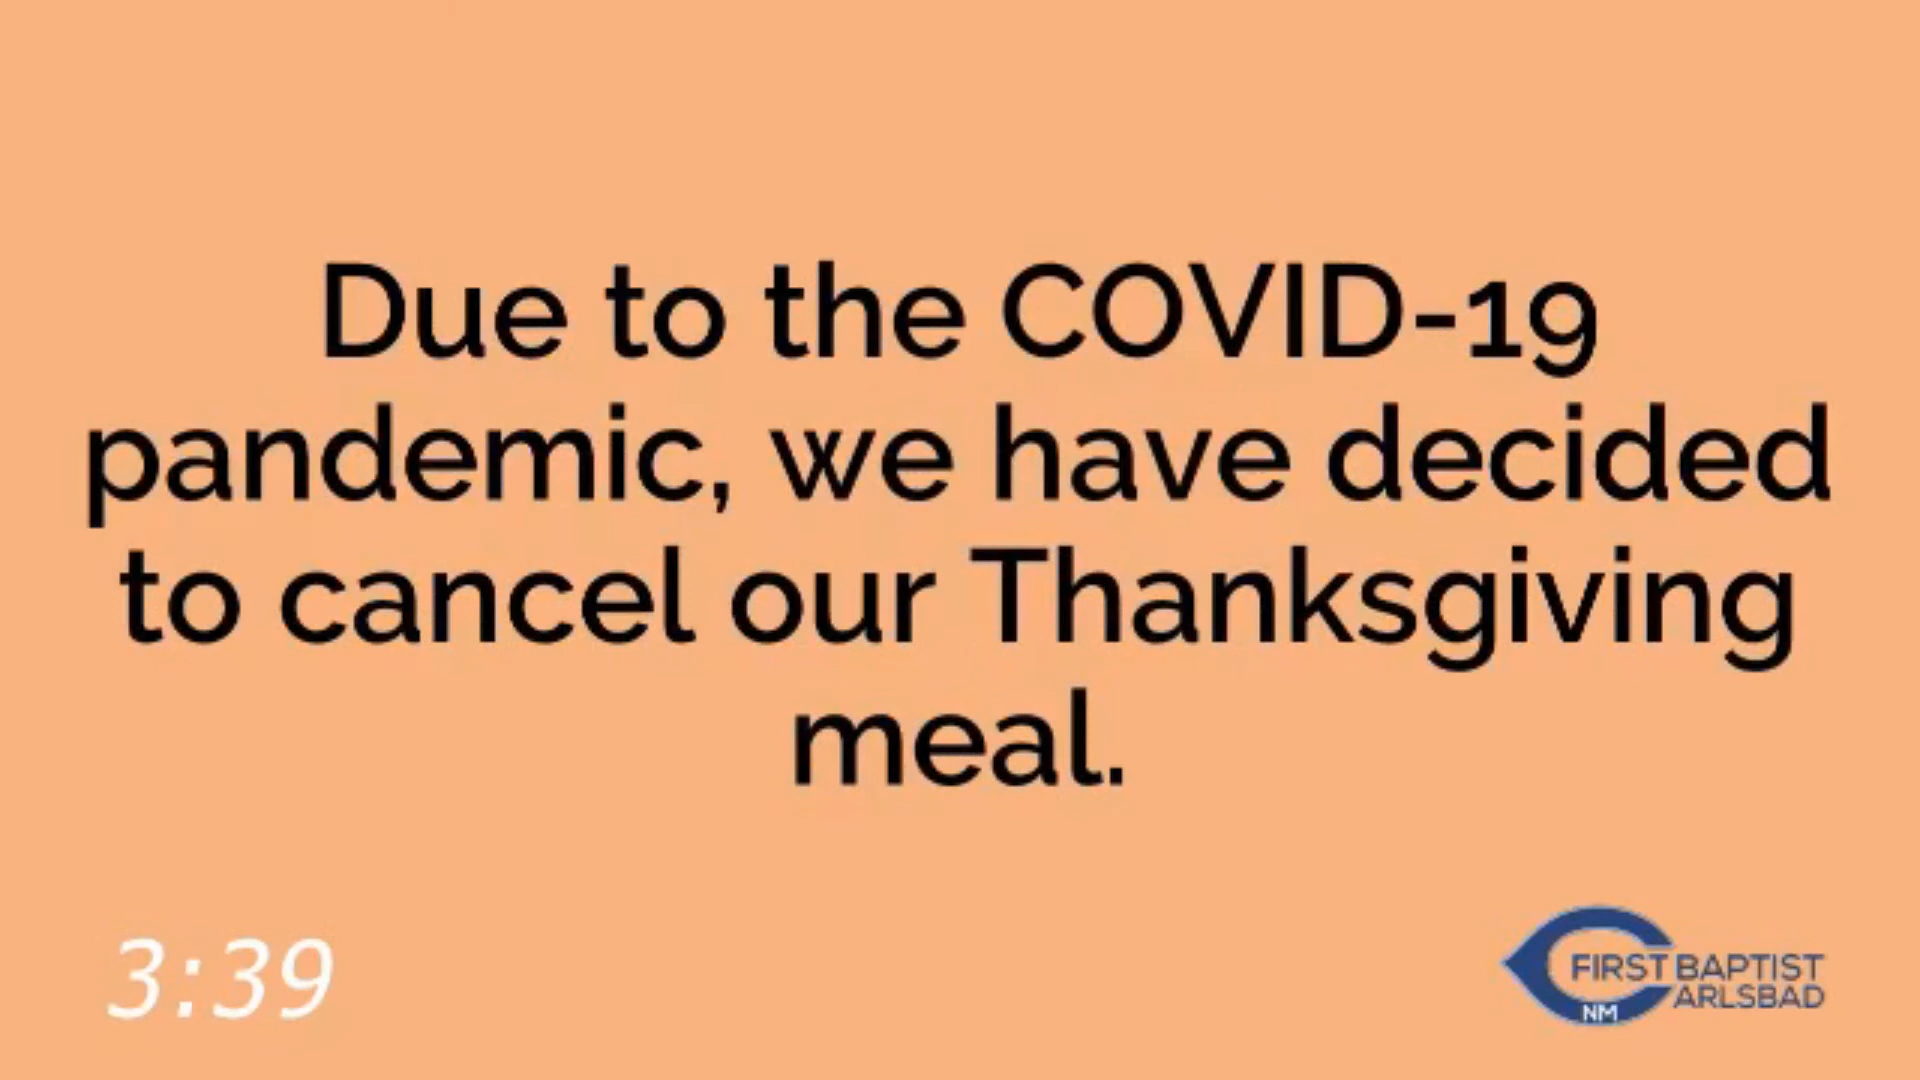 Due to the COVID-19
pandemic, we have decided
to cancel our Thanksgiving
meal.
3:39
FIRST BAPTIST
ARLSBAD
NM